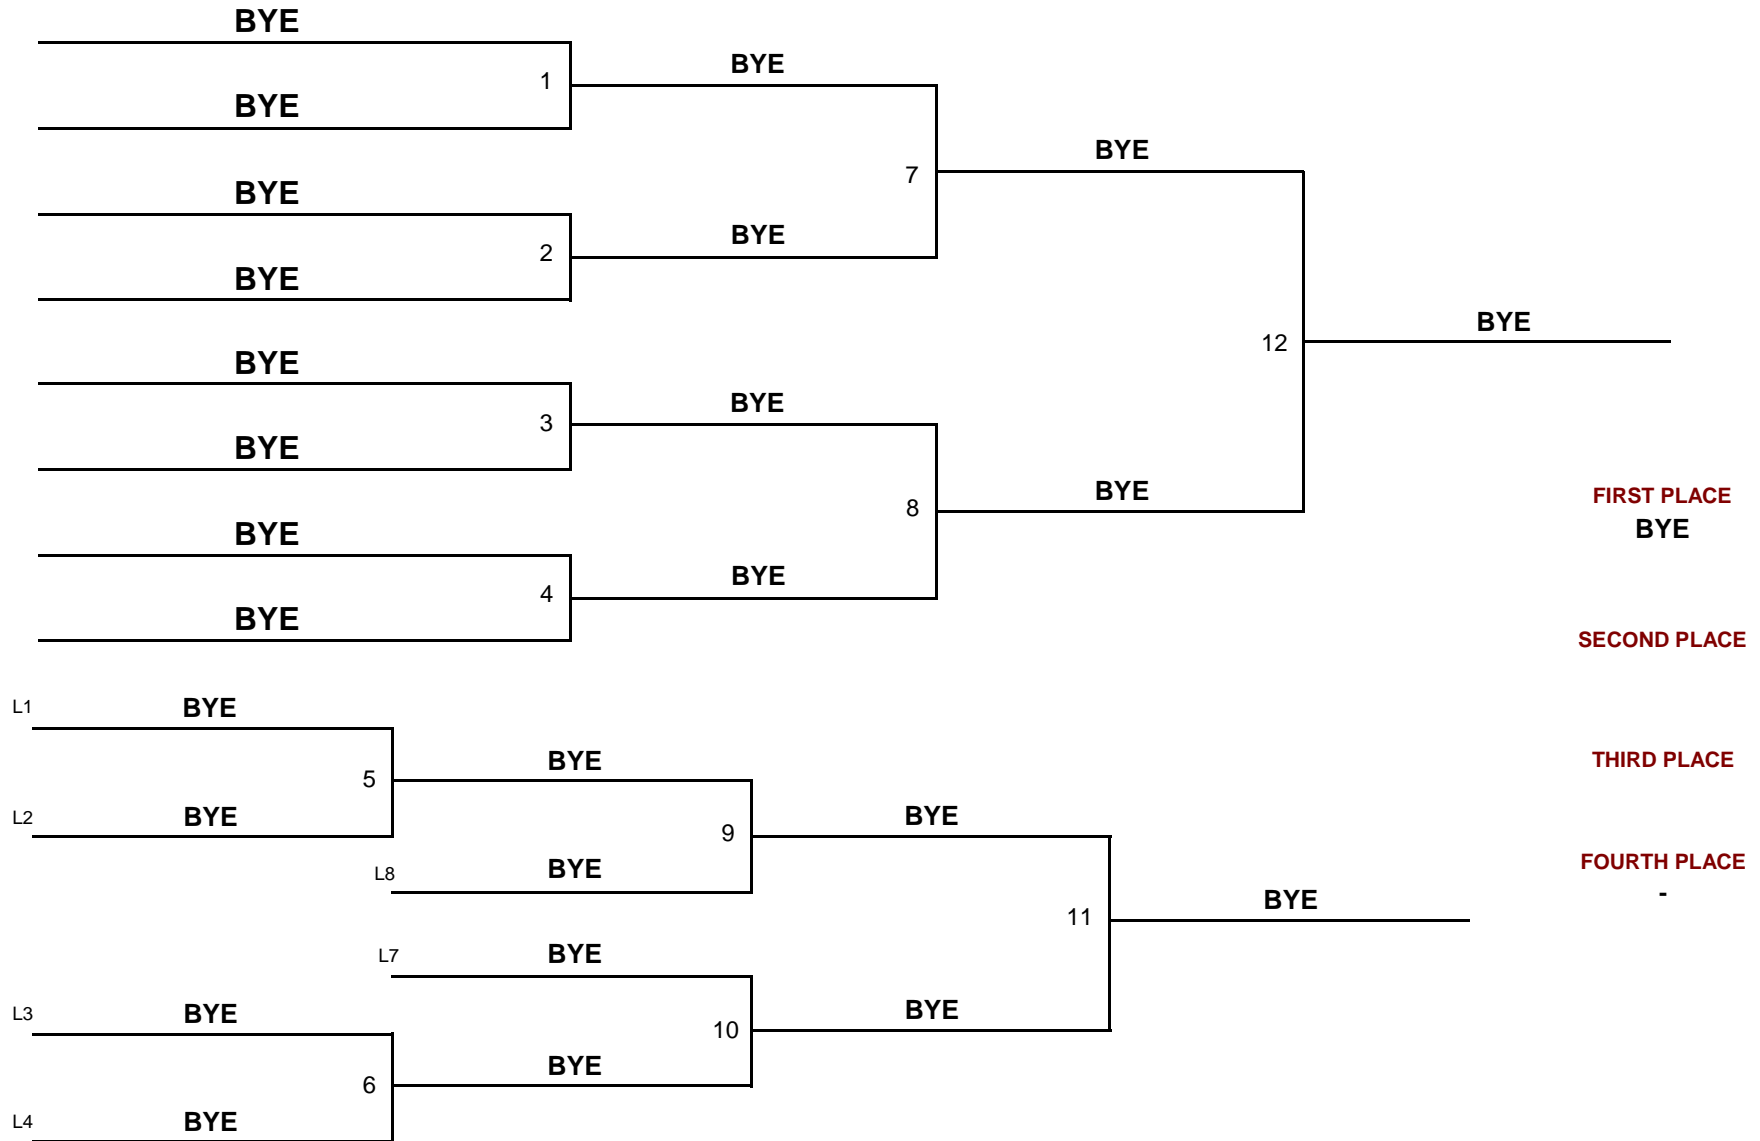 BYE
1
BYE
BYE
BYE
BYE
7
BYE
2
BYE
BYE
12
BYE
BYE
3
BYE
BYE
8
BYE
FIRST PLACE
BYE
BYE
4
BYE
BYE
SECOND PLACE
L1 BYE
5
BYE
THIRD PLACE
L2 BYE
9
BYE
L8 BYE
FOURTH PLACE
-
11
BYE
L7 BYE
L3 BYE
10
BYE
6
BYE
L4 BYE